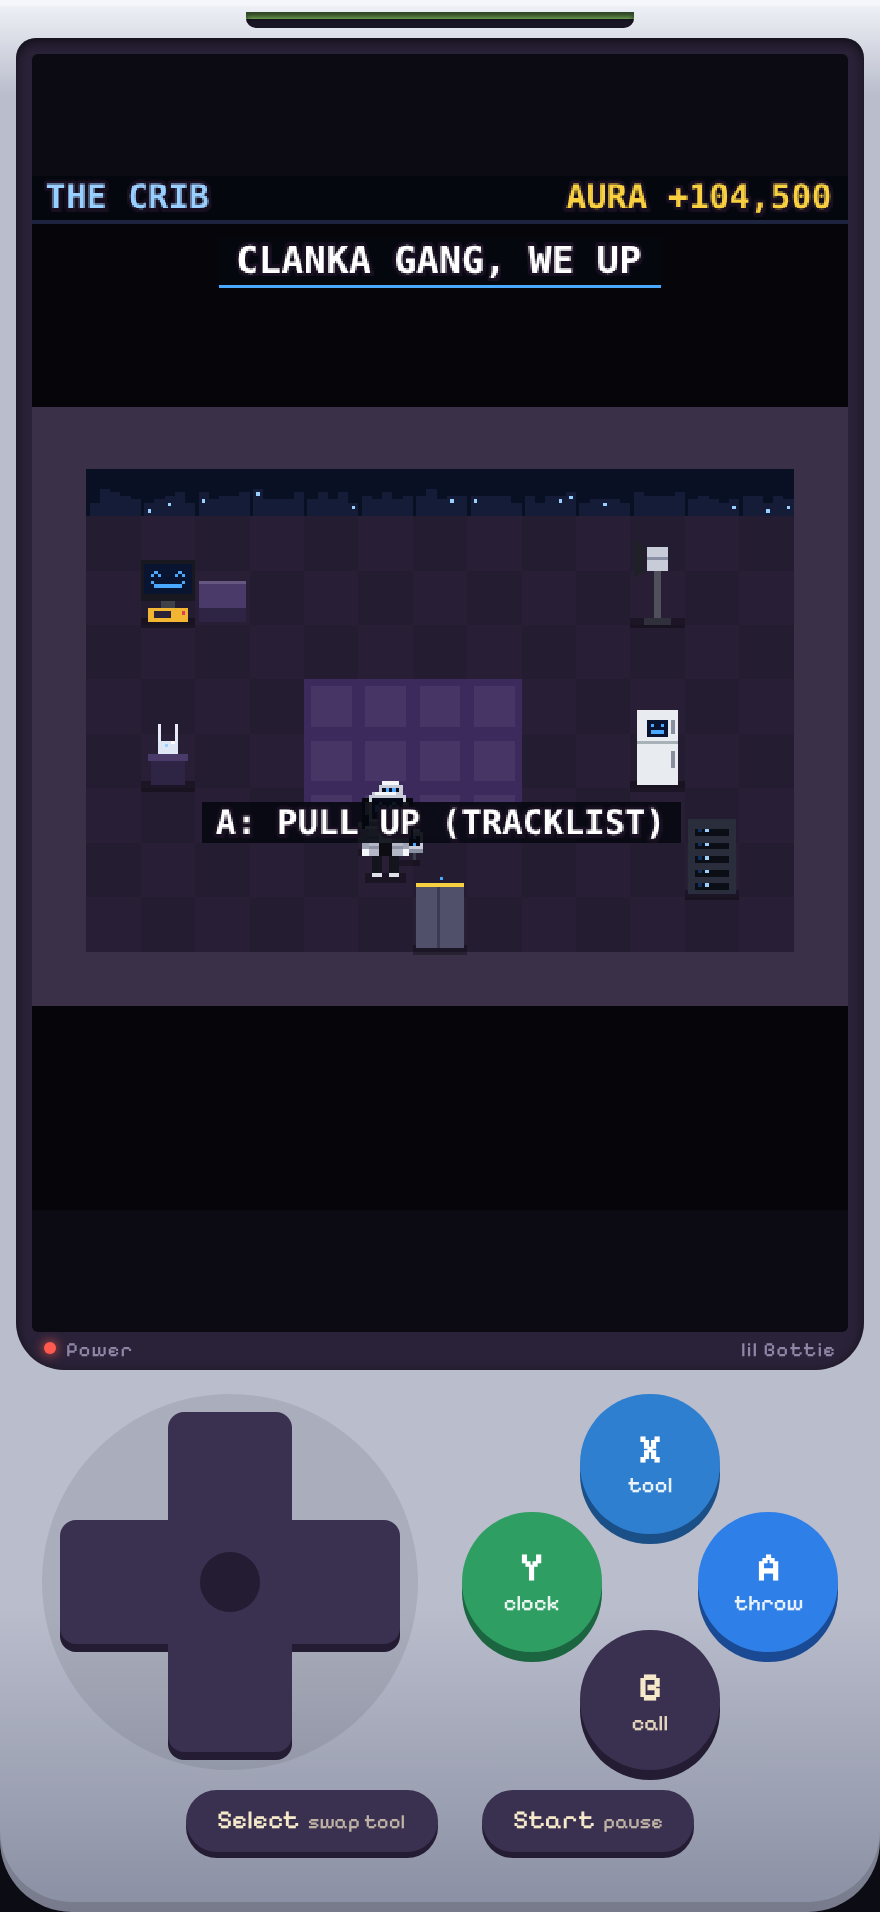 THE CRIB
AURA +104,500
CLANKA GANG, WE UP
A: PULL UP (TRACKLIST)
Power
lil Bottie
X
tool
Y
clock
A
throw
B
call
Select swap tool
Start pause